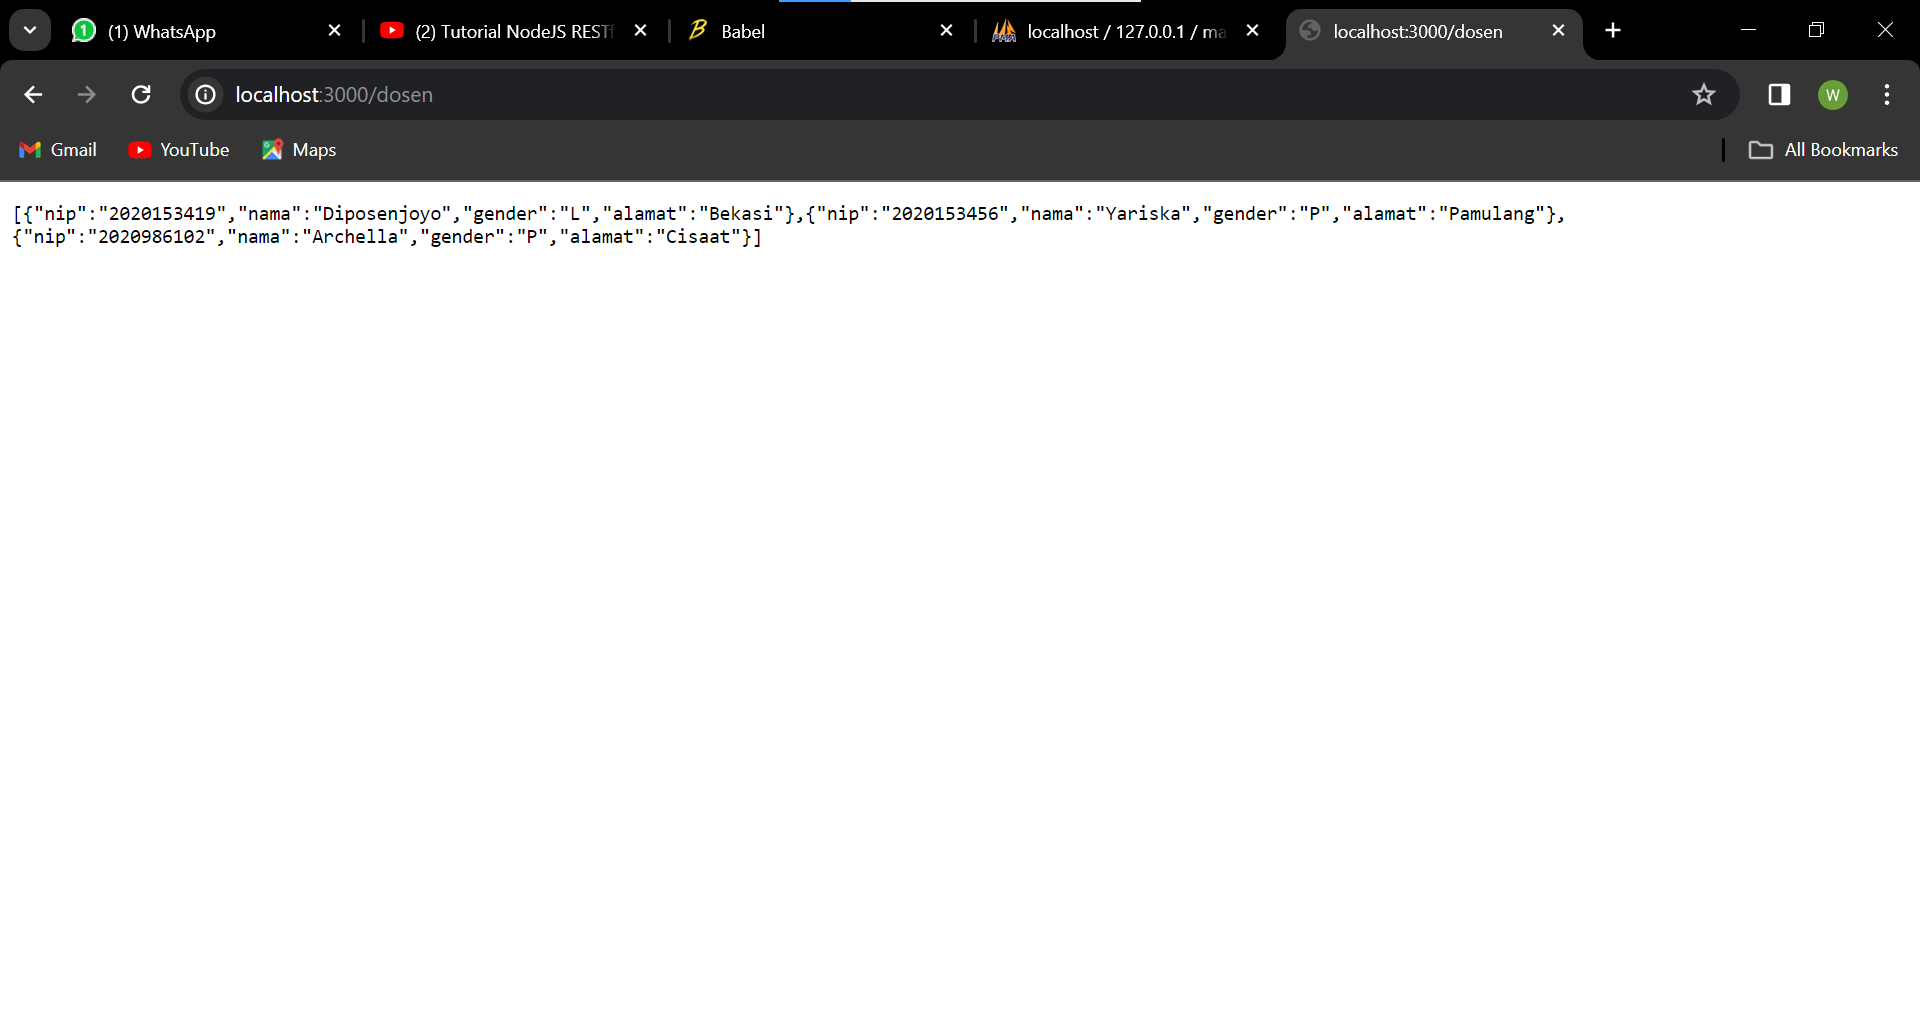 (1) WhatsApp
(2) Tutorial NodeJS REST
Babel
localhost / 127.0.0.1 / ma
localhost:3000/dosen
localhost:3000/dosen
W
Gmail
YouTube
Maps
All Bookmarks
[{"nip":"2020153419","nama":"Diposenjoyo","gender":"L","alamat":"Bekasi"},{"nip":"2020153456","nama":"Yariska","gender":"P","alamat":"Pamulang"},
{"nip":"2020986102","nama":"Archella","gender":"P","alamat":"Cisaat"}]